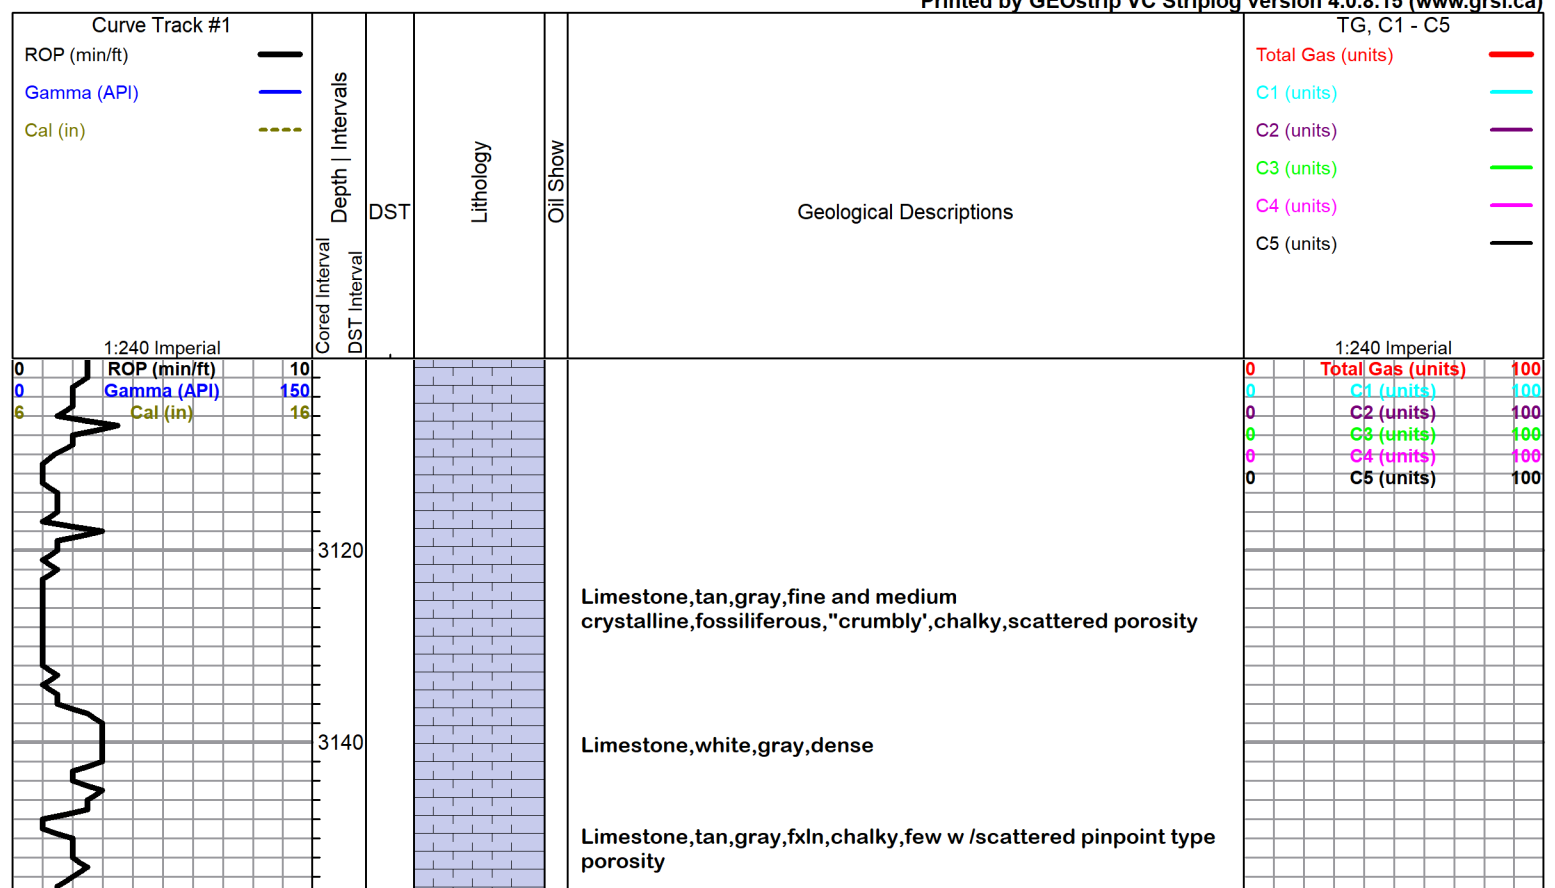 Printed by GEOstrip VC Striplog version 4.0.8.15 (www.grsi.ca)
Curve Track #1
ROP (min/ft)
Gamma (API)
Cal (in)
1:240 Imperial
Cored Interval
Depth | Intervals
DST Interval
DST
Lithology
Oil Show
Geological Descriptions
TG, C1 - C5
Total Gas (units)
C1 (units)
C2 (units)
C3 (units)
C4 (units)
C5 (units)
1:240 Imperial
0 ROP (min/ft) 10
0 Gamma (API) 150
6 Cal (in) 16
0 Total Gas (units) 100
0 C1 (units) 100
0 C2 (units) 100
0 C3 (units) 100
0 C4 (units) 100
0 C5 (units) 100
3120
Limestone,tan,gray,fine and medium
crystalline,fossiliferous,"crumbly',chalky,scattered porosity
3140
Limestone,white,gray,dense
Limestone,tan,gray,fxln,chalky,few w /scattered pinpoint type
porosity